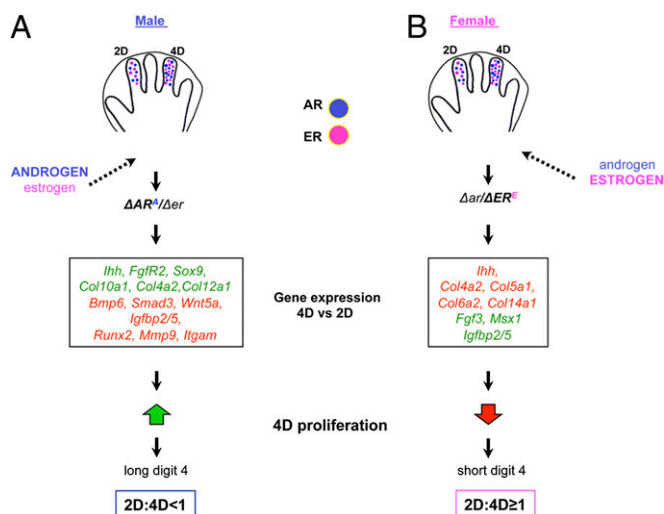 A
Male
2D
4D
ANDROGEN
estrogen
ΔARᴬ/Δer
Ihh, FgfR2, Sox9,
Col10a1, Col4a2,Col12a1
Bmp6, Smad3, Wnt5a,
Igfbp2/5,
Runx2, Mmp9, Itgam
long digit 4
2D:4D<1
AR
ER
Gene expression
4D vs 2D
4D proliferation
B
Female
2D
4D
androgen
ESTROGEN
Δar/ΔERᴱ
Ihh,
Col4a2, Col5a1,
Col6a2, Col14a1
Fgf3, Msx1
Igfbp2/5
short digit 4
2D:4D≥1